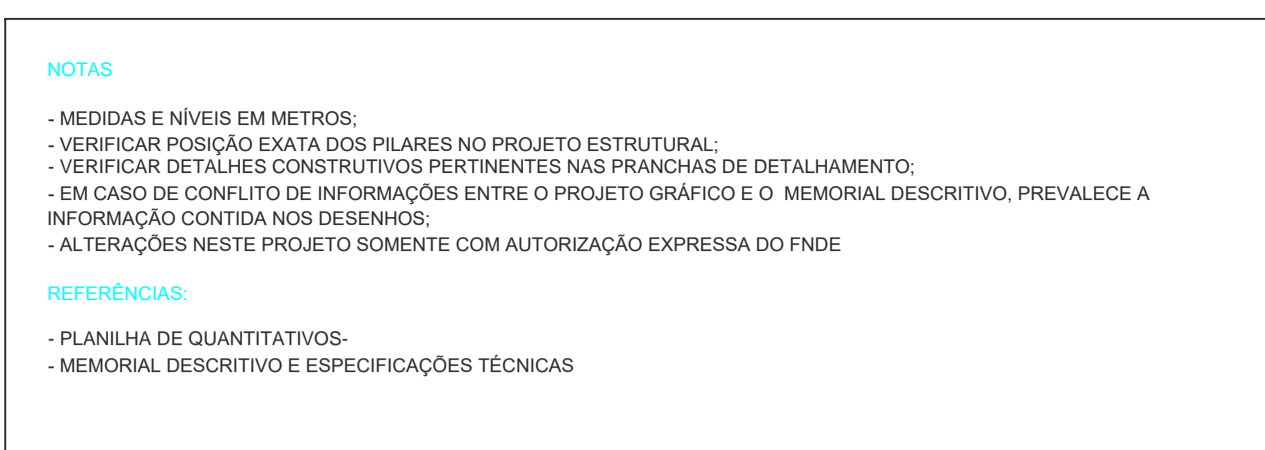 NOTAS
- MEDIDAS E NÍVEIS EM METROS;
- VERIFICAR POSIÇÃO EXATA DOS PILARES NO PROJETO ESTRUTURAL;
- VERIFICAR DETALHES CONSTRUTIVOS PERTINENTES NAS PRANCHAS DE DETALHAMENTO;
- EM CASO DE CONFLITO DE INFORMAÇÕES ENTRE O PROJETO GRÁFICO E O  MEMORIAL DESCRITIVO, PREVALECE A
INFORMAÇÃO CONTIDA NOS DESENHOS;
- ALTERAÇÕES NESTE PROJETO SOMENTE COM AUTORIZAÇÃO EXPRESSA DO FNDE
REFERÊNCIAS:
- PLANILHA DE QUANTITATIVOS-
- MEMORIAL DESCRITIVO E ESPECIFICAÇÕES TÉCNICAS